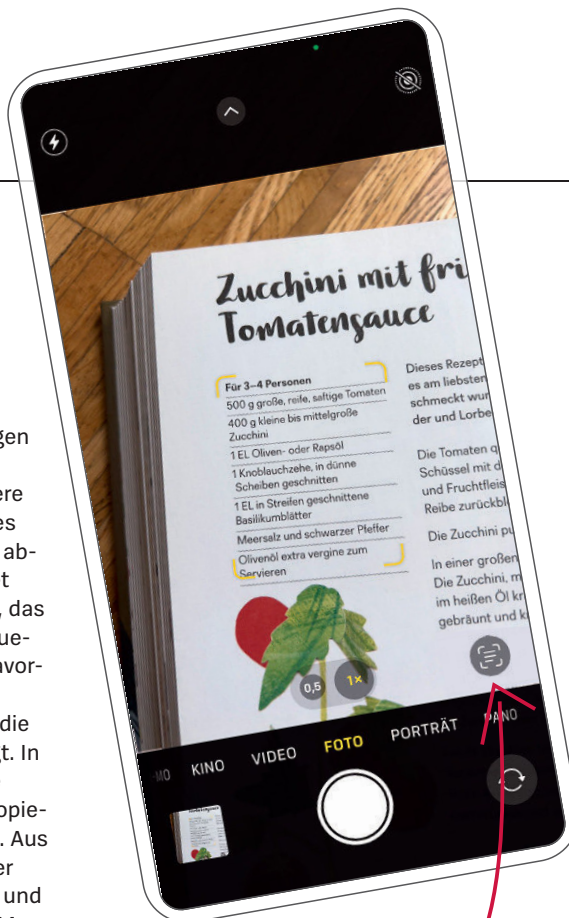 gen
ere
es
ab-
et
, das
ue-
avor-
die
t. In
opie-
. Aus
er
und
Zucchini mit fri
Tomatensauce
Für 3–4 Personen
500 g große, reife, saftige Tomaten
400 g kleine bis mittelgroße
Zucchini
1 EL Oliven- oder Rapsöl
1 Knoblauchzehe, in dünne
Scheiben geschnitten
1 EL in Streifen geschnittene
Basilikumblätter
Meersalz und schwarzer Pfeffer
Olivenöl extra vergine zum
Servieren
Dieses Rezept
es am liebsten
schmeckt wur
der und Lorbe
Die Tomaten q
Schüssel mit d
und Fruchtfleis
Reibe zurückbl
Die Zucchini pu
In einer großen
Die Zucchini, m
im heißen Öl kr
gebräunt und k
0,5 1×
MO KINO VIDEO FOTO PORTRÄT PANO